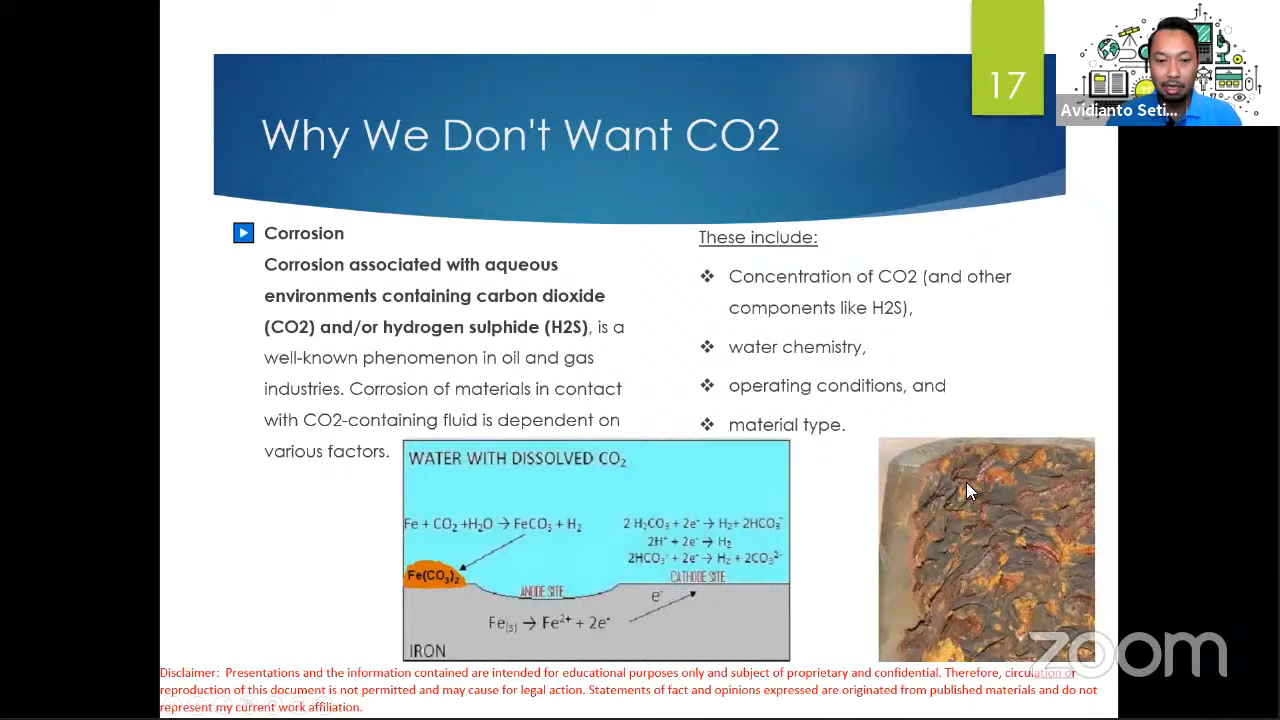 17
Avidianto Seti...
Why We Don't Want CO2
Corrosion
Corrosion associated with aqueous
environments containing carbon dioxide
(CO2) and/or hydrogen sulphide (H2S), is a
well-known phenomenon in oil and gas
industries. Corrosion of materials in contact
with CO2-containing fluid is dependent on
various factors.
These include:
❖ Concentration of CO2 (and other
components like H2S),
❖ water chemistry,
❖ operating conditions, and
❖ material type.
WATER WITH DISSOLVED CO₂
Fe + CO₂ +H₂O → FeCO₃ + H₂
2 H₂CO₃ + 2e⁻ → H₂ + 2HCO₃⁻
2H⁺ + 2e⁻ → H₂
2HCO₃⁻ + 2e⁻ → H₂ + 2CO₃²⁻
Fe(CO₃)₂
ANODE SITE
CATHODE SITE
e⁻
Fe(s) → Fe²⁺ + 2e⁻
IRON
zoom
Disclaimer: Presentations and the information contained are intended for educational purposes only and subject of proprietary and confidential. Therefore, circulation or
reproduction of this document is not permitted and may cause for legal action. Statements of fact and opinions expressed are originated from published materials and do not
represent my current work affiliation.